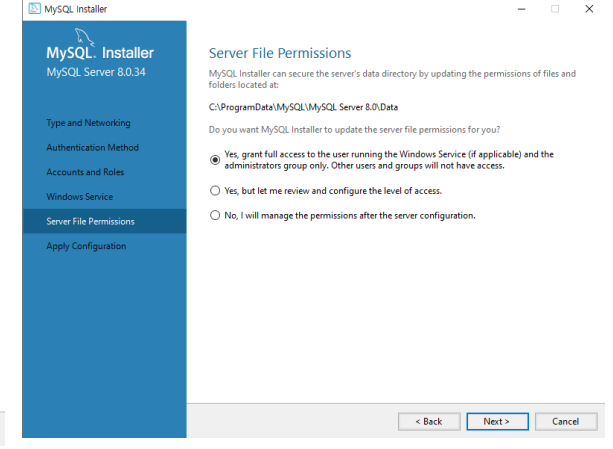 MySQL Installer
MySQL. Installer
MySQL Server 8.0.34
Type and Networking
Authentication Method
Accounts and Roles
Windows Service
Server File Permissions
Apply Configuration
Server File Permissions
MySQL Installer can secure the server's data directory by updating the permissions of files and
folders located at:
C:\ProgramData\MySQL\MySQL Server 8.0\Data
Do you want MySQL Installer to update the server file permissions for you?
Yes, grant full access to the user running the Windows Service (if applicable) and the
administrators group only. Other users and groups will not have access.
Yes, but let me review and configure the level of access.
No, I will manage the permissions after the server configuration.
< Back
Next >
Cancel